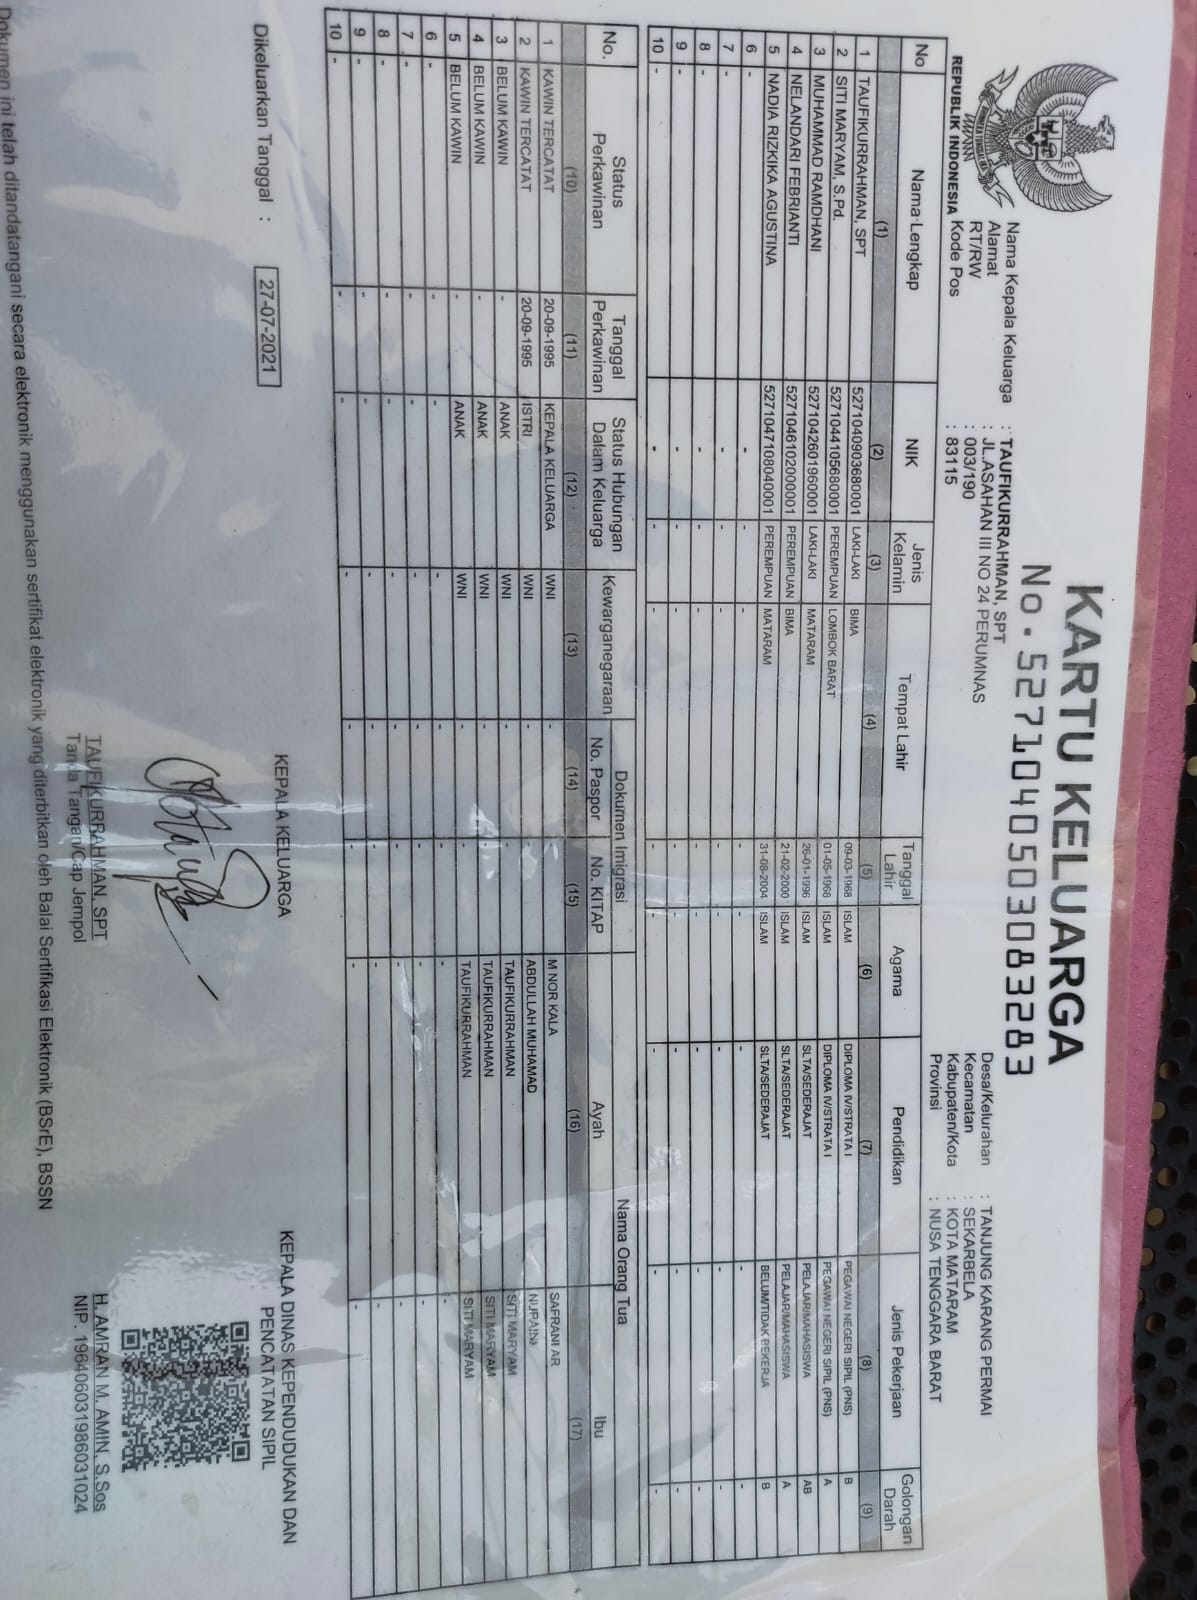 KARTU KELUARGA
No. 5271040503083283
REPUBLIK INDONESIA
Nama Kepala Keluarga : TAUFIKURRAHMAN, SPT
Alamat : JL.ASAHAN III NO 24 PERUMNAS
RT/RW : 003/190
Kode Pos : 83115
Desa/Kelurahan : TANJUNG KARANG PERMAI
Kecamatan : SEKARBELA
Kabupaten/Kota : KOTA MATARAM
Provinsi : NUSA TENGGARA BARAT
No Nama Lengkap NIK Jenis Kelamin Tempat Lahir Tanggal Lahir Agama Pendidikan Jenis Pekerjaan Golongan Darah
(1) (2) (3) (4) (5) (6) (7) (8) (9)
1 TAUFIKURRAHMAN, SPT 5271040903680001 LAKI-LAKI BIMA 09-03-1968 ISLAM DIPLOMA IV/STRATA I PEGAWAI NEGERI SIPIL (PNS) B
2 SITI MARYAM, S.Pd. 5271044105680001 PEREMPUAN LOMBOK BARAT 01-05-1968 ISLAM DIPLOMA IV/STRATA I PEGAWAI NEGERI SIPIL (PNS) A
3 MUHAMMAD RAMDHANI 5271042601960001 LAKI-LAKI MATARAM 26-01-1996 ISLAM SLTA/SEDERAJAT PELAJAR/MAHASISWA AB
4 NELANDARI FEBRIANTI 5271046102000001 PEREMPUAN BIMA 21-02-2000 ISLAM SLTA/SEDERAJAT PELAJAR/MAHASISWA A
5 NADIA RIZKIKA AGUSTINA 5271047108040001 PEREMPUAN MATARAM 31-08-2004 ISLAM SLTA/SEDERAJAT BELUM/TIDAK BEKERJA B
6 - - - - - - - - -
7 - - - - - - - - -
8 - - - - - - - - -
9 - - - - - - - - -
10 - - - - - - - - -
No. Status Perkawinan Tanggal Perkawinan Status Hubungan Dalam Keluarga Kewarganegaraan Dokumen Imigrasi Nama Orang Tua
No. Paspor No. KITAP Ayah Ibu
(10) (11) (12) (13) (14) (15) (16) (17)
1 KAWIN TERCATAT 20-09-1995 KEPALA KELUARGA WNI - - M NOR KALA SAFRANI AR
2 KAWIN TERCATAT 20-09-1995 ISTRI WNI - - ABDULLAH MUHAMAD
3 BELUM KAWIN - ANAK WNI - - TAUFIKURRAHMAN SITI MARYAM
4 BELUM KAWIN - ANAK WNI - - TAUFIKURRAHMAN SITI MARYAM
5 BELUM KAWIN - ANAK WNI - - TAUFIKURRAHMAN SITI MARYAM
6 - - - - - - - -
7 - - - - - - - -
8 - - - - - - - -
9 - - - - - - - -
10 - - - - - - - -
Dikeluarkan Tanggal : 27-07-2021
KEPALA KELUARGA
TAUFIKURRAHMAN, SPT
Tanda Tangan/Cap Jempol
KEPALA DINAS KEPENDUDUKAN DAN
PENCATATAN SIPIL
H. AMRAN M. AMIN, S.Sos
NIP. 196406031986031024
Dokumen ini telah ditandatangani secara elektronik menggunakan sertifikat elektronik yang diterbitkan oleh Balai Sertifikasi Elektronik (BSrE), BSSN